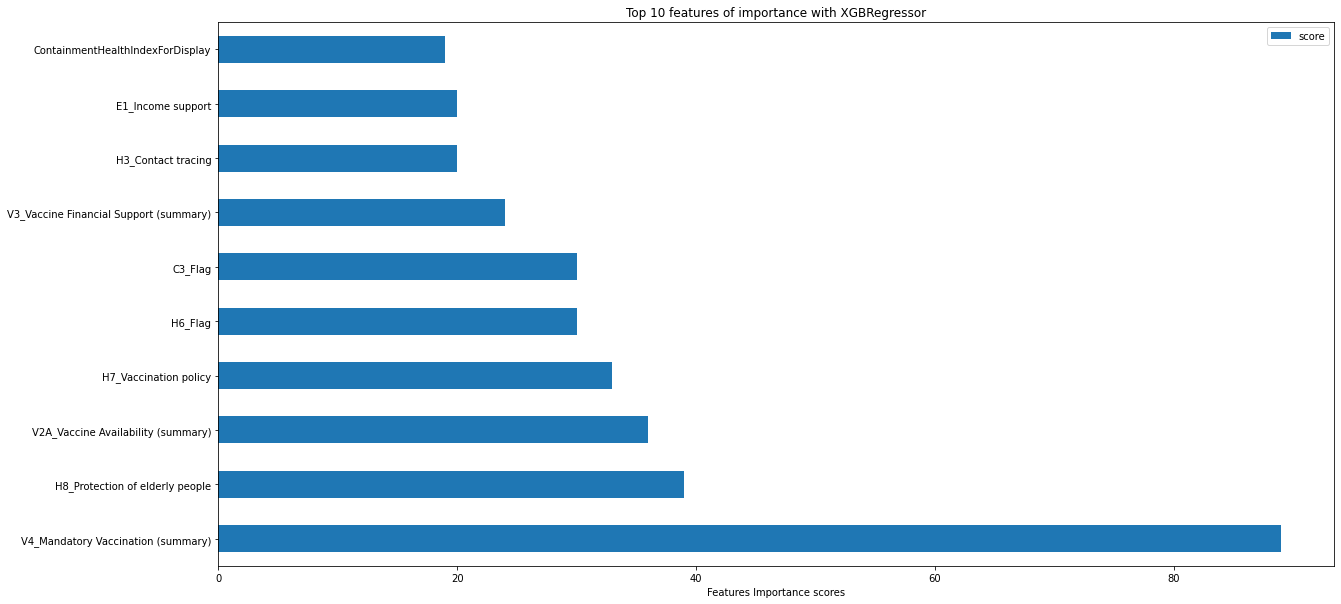 Top 10 features of importance with XGBRegressor
score
ContainmentHealthIndexForDisplay
E1_Income support
H3_Contact tracing
V3_Vaccine Financial Support (summary)
C3_Flag
H6_Flag
H7_Vaccination policy
V2A_Vaccine Availability (summary)
H8_Protection of elderly people
V4_Mandatory Vaccination (summary)
0 20 40 60 80
Features Importance scores